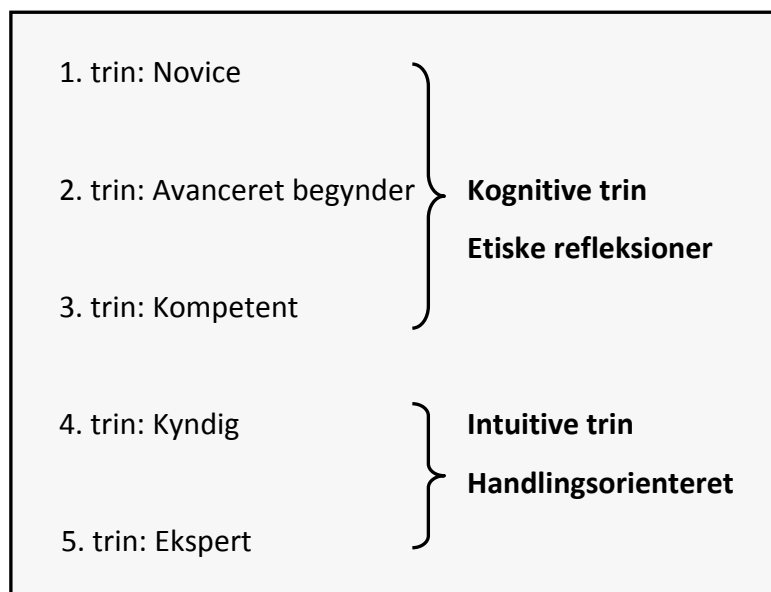 1. trin: Novice
2. trin: Avanceret begynder
3. trin: Kompetent
Kognitive trin
Etiske refleksioner
4. trin: Kyndig
5. trin: Ekspert
Intuitive trin
Handlingsorienteret